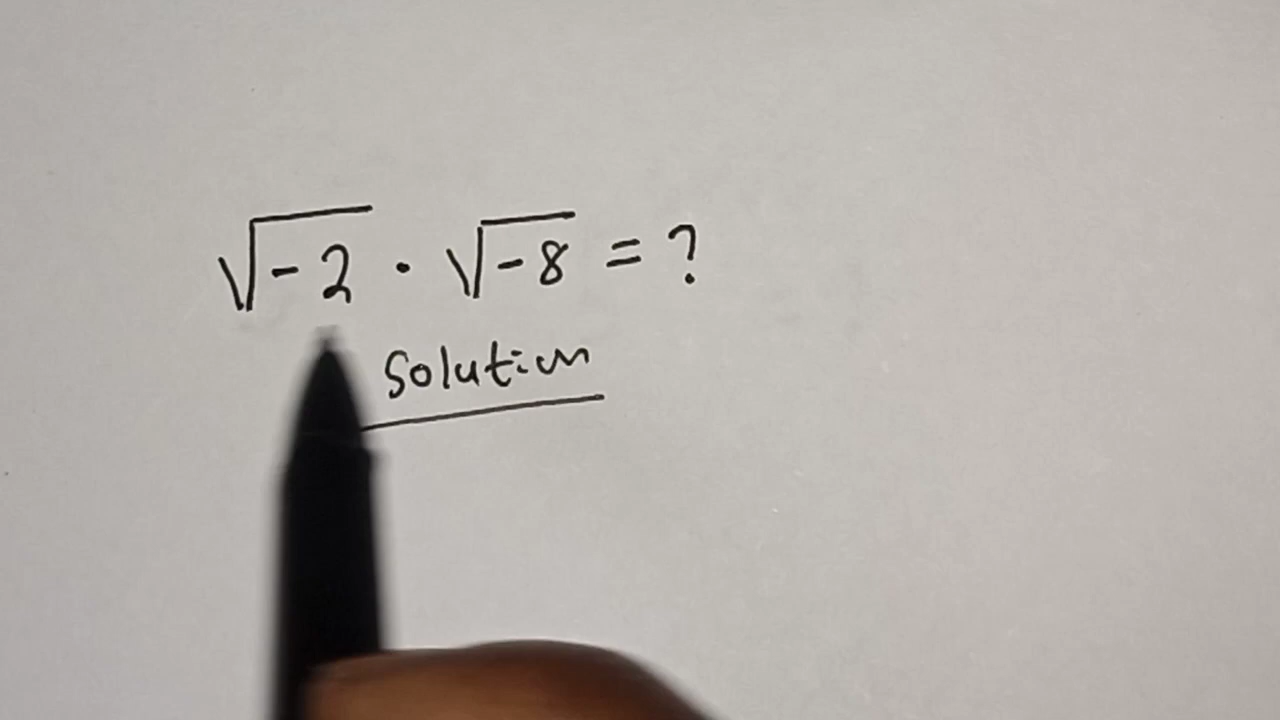 √-2 · √-8 = ?
Solution